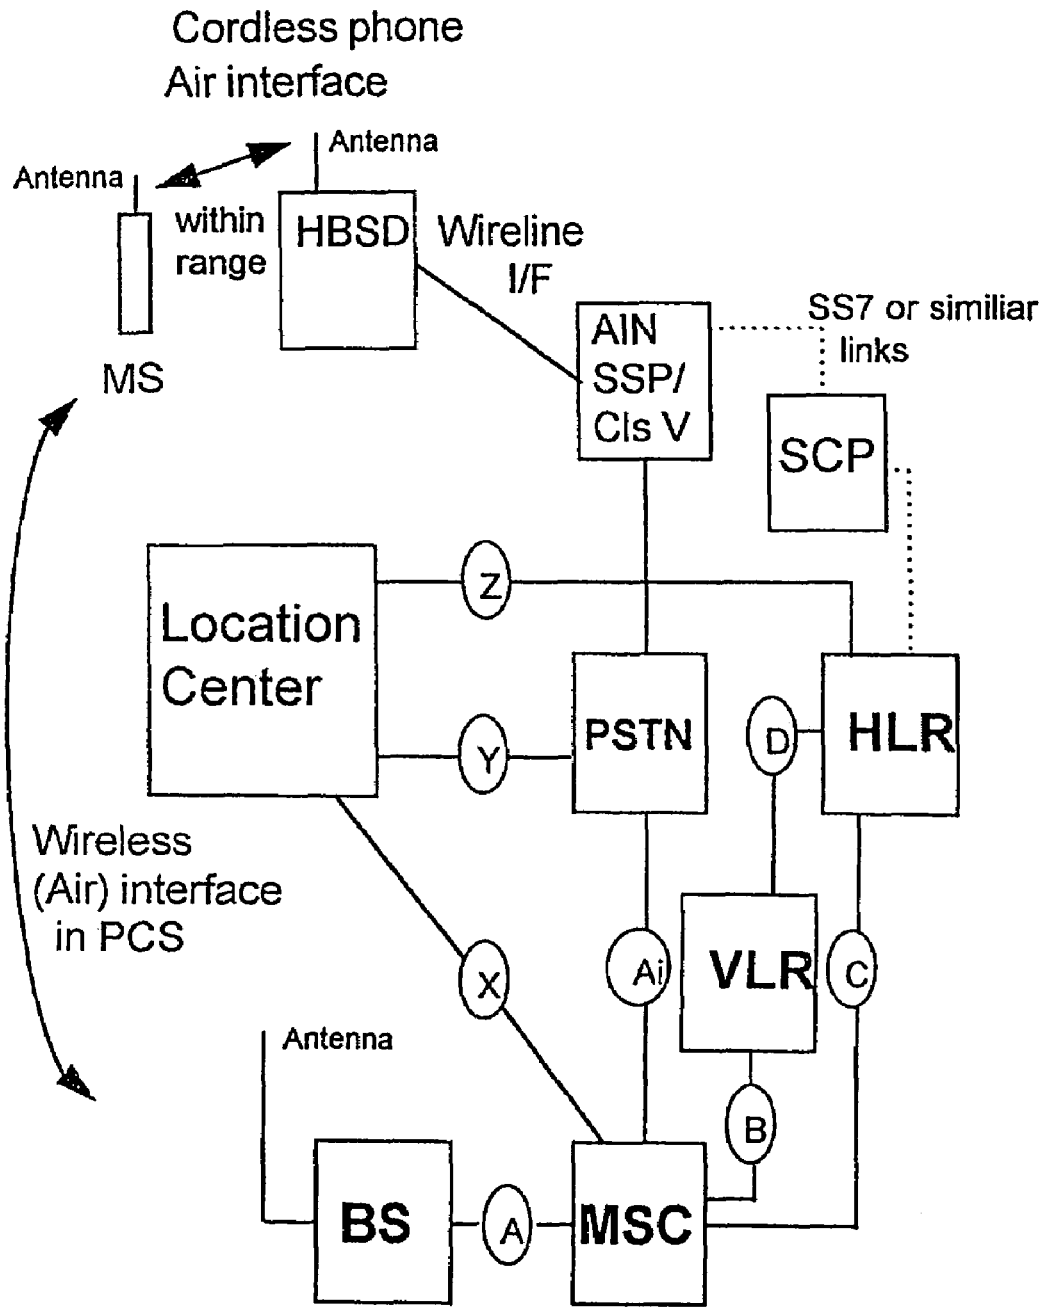 Cordless phone
Air interface
Antenna
Antenna
within
range
HBSD
Wireline
I/F
MS
AIN
SSP/
Cls V
SS7 or similiar
links
SCP
Location
Center
Z
Y
PSTN
D
HLR
Wireless
(Air) interface
in PCS
X
Ai
VLR
C
Antenna
B
BS
A
MSC